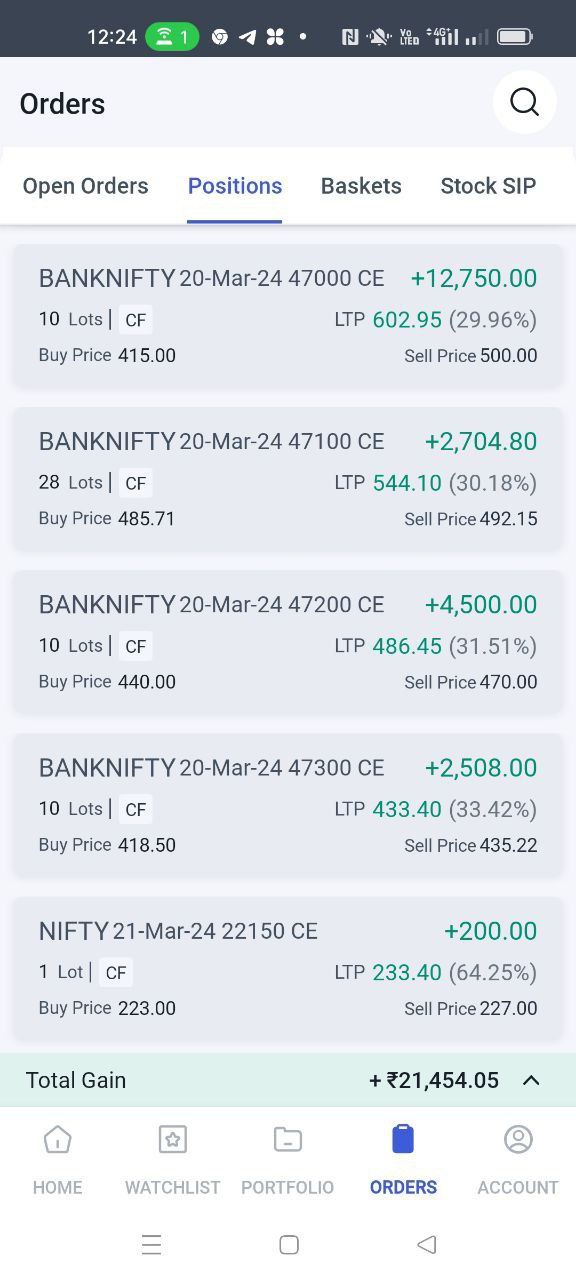 12:24 1 Vo LTED 4G
Orders
Open Orders Positions Baskets Stock SIP
BANKNIFTY 20-Mar-24 47000 CE +12,750.00
10 Lots | CF LTP 602.95 (29.96%)
Buy Price 415.00 Sell Price 500.00
BANKNIFTY 20-Mar-24 47100 CE +2,704.80
28 Lots | CF LTP 544.10 (30.18%)
Buy Price 485.71 Sell Price 492.15
BANKNIFTY 20-Mar-24 47200 CE +4,500.00
10 Lots | CF LTP 486.45 (31.51%)
Buy Price 440.00 Sell Price 470.00
BANKNIFTY 20-Mar-24 47300 CE +2,508.00
10 Lots | CF LTP 433.40 (33.42%)
Buy Price 418.50 Sell Price 435.22
NIFTY 21-Mar-24 22150 CE +200.00
1 Lot | CF LTP 233.40 (64.25%)
Buy Price 223.00 Sell Price 227.00
Total Gain + ₹21,454.05
HOME WATCHLIST PORTFOLIO ORDERS ACCOUNT